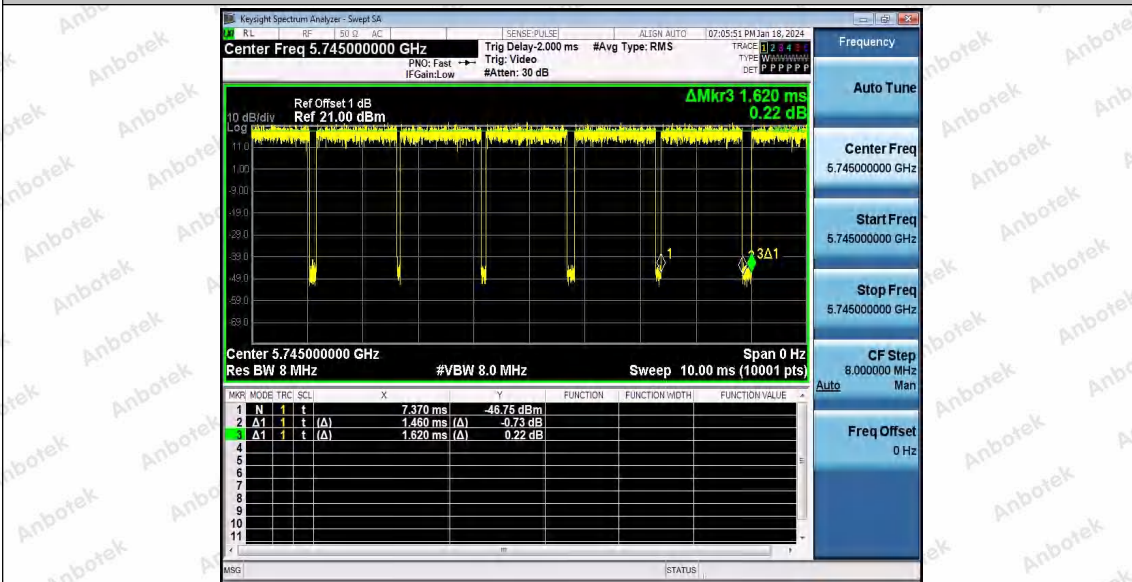 Keysight Spectrum Analyzer - Swept SA
RL RF 50 Ω AC SENSE:PULSE ALIGN AUTO 07:05:51 PM Jan 18, 2024
Center Freq 5.745000000 GHz
PNO: Fast
IFGain:Low
Trig Delay-2.000 ms
Trig: Video
#Atten: 30 dB
#Avg Type: RMS
TRACE 1 2 3 4 5 6
TYPE WWWWWW
DET P P P P P P
ΔMkr3 1.620 ms
0.22 dB
Ref Offset 1 dB
10 dB/div Ref 21.00 dBm
Log
11.0
1.00
-9.00
-19.0
-29.0
-39.0
-49.0
-59.0
-69.0
1
3Δ1
Center 5.745000000 GHz Span 0 Hz
Res BW 8 MHz #VBW 8.0 MHz Sweep 10.00 ms (10001 pts)
MKR MODE TRC SCL X Y FUNCTION FUNCTION WIDTH FUNCTION VALUE
1 N 1 t 7.370 ms -46.75 dBm
2 Δ1 1 t (Δ) 1.460 ms (Δ) -0.73 dB
3 Δ1 1 t (Δ) 1.620 ms (Δ) 0.22 dB
4
5
6
7
8
9
10
11
MSG STATUS
Frequency
Auto Tune
Center Freq
5.745000000 GHz
Start Freq
5.745000000 GHz
Stop Freq
5.745000000 GHz
CF Step
8.000000 MHz
Auto Man
Freq Offset
0 Hz
Anbotek